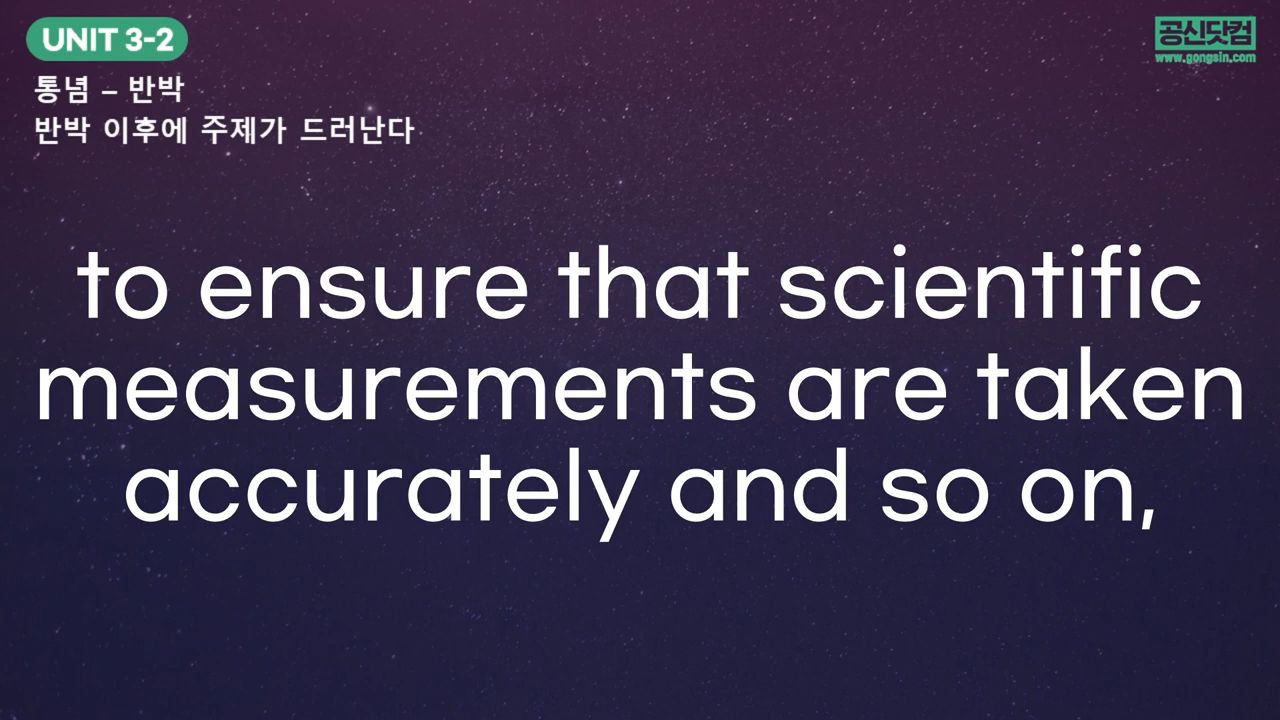 UNIT 3-2
공신닷컴
www.gongsin.com
통념 – 반박
반박 이후에 주제가 드러난다
to ensure that scientific
measurements are taken
accurately and so on,